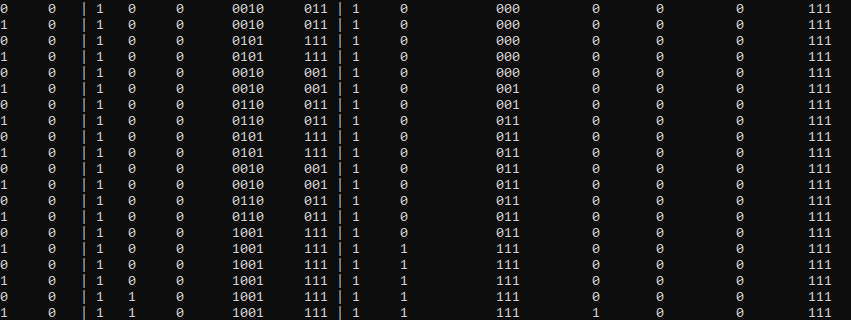 0 0 | 1 0 0 0010 011 | 1 0 000 0 0 0 111
1 0 | 1 0 0 0010 011 | 1 0 000 0 0 0 111
0 0 | 1 0 0 0101 111 | 1 0 000 0 0 0 111
1 0 | 1 0 0 0101 111 | 1 0 000 0 0 0 111
0 0 | 1 0 0 0010 001 | 1 0 000 0 0 0 111
1 0 | 1 0 0 0010 001 | 1 0 001 0 0 0 111
0 0 | 1 0 0 0110 011 | 1 0 001 0 0 0 111
1 0 | 1 0 0 0110 011 | 1 0 011 0 0 0 111
0 0 | 1 0 0 0101 111 | 1 0 011 0 0 0 111
1 0 | 1 0 0 0101 111 | 1 0 011 0 0 0 111
0 0 | 1 0 0 0010 001 | 1 0 011 0 0 0 111
1 0 | 1 0 0 0010 001 | 1 0 011 0 0 0 111
0 0 | 1 0 0 0110 011 | 1 0 011 0 0 0 111
1 0 | 1 0 0 0110 011 | 1 0 011 0 0 0 111
0 0 | 1 0 0 1001 111 | 1 0 011 0 0 0 111
1 0 | 1 0 0 1001 111 | 1 1 111 0 0 0 111
0 0 | 1 0 0 1001 111 | 1 1 111 0 0 0 111
1 0 | 1 0 0 1001 111 | 1 1 111 0 0 0 111
0 0 | 1 1 0 1001 111 | 1 1 111 0 0 0 111
1 0 | 1 1 0 1001 111 | 1 1 111 1 0 0 111